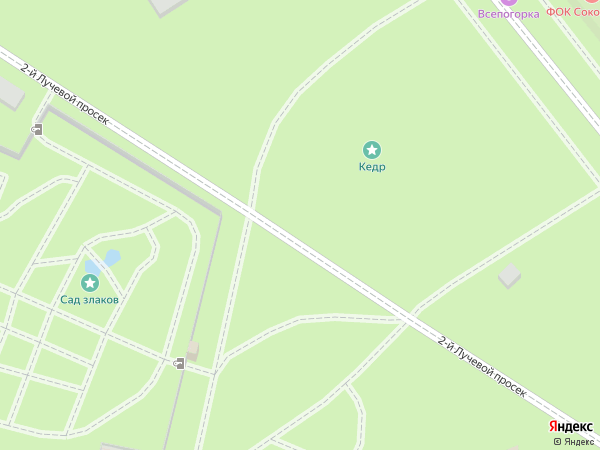 Всепогорка
ФОК Соко
2-й Лучевой просек
Кедр
Сад злаков
2-й Лучевой просек
Яндекс
© Яндекс